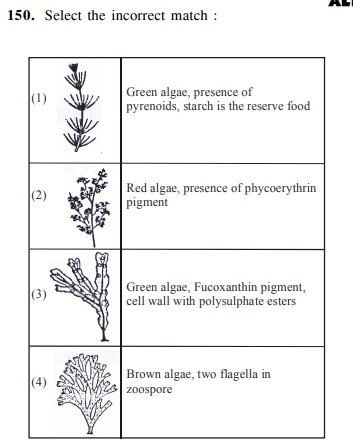 150. Select the incorrect match :
(1) Green algae, presence of
pyrenoids, starch is the reserve food
(2) Red algae, presence of phycoerythrin
pigment
(3) Green algae, Fucoxanthin pigment,
cell wall with polysulphate esters
(4) Brown algae, two flagella in
zoospore